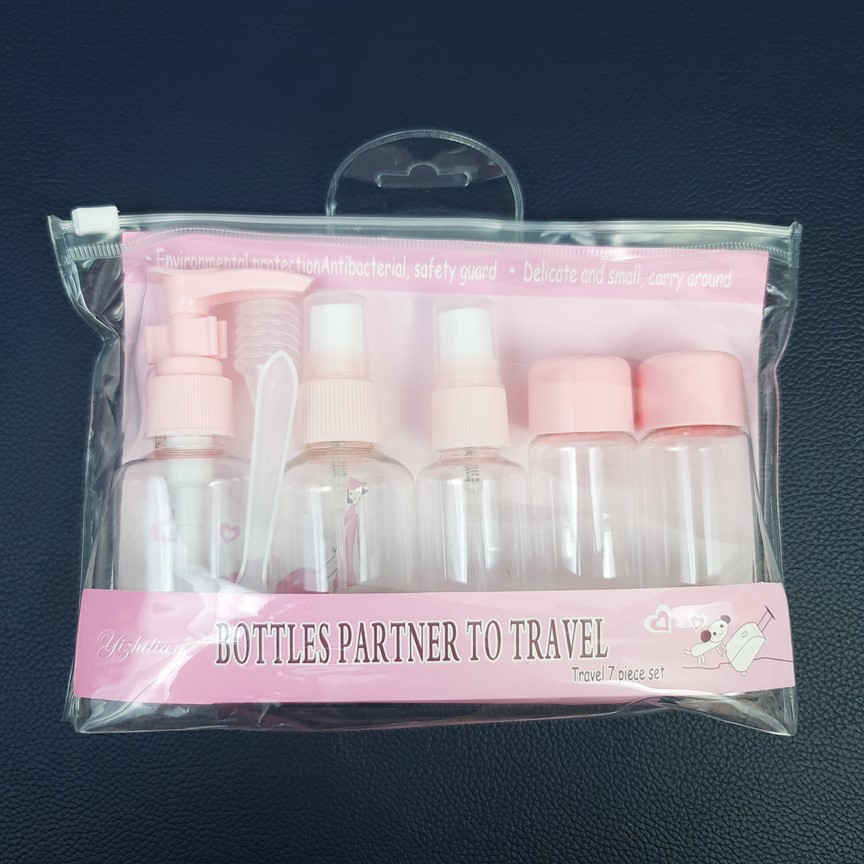 • Environmental protectionAntibacterial, safety guard • Delicate and small, carry around
Yizhilian®
BOTTLES PARTNER TO TRAVEL
Travel 7 piece set